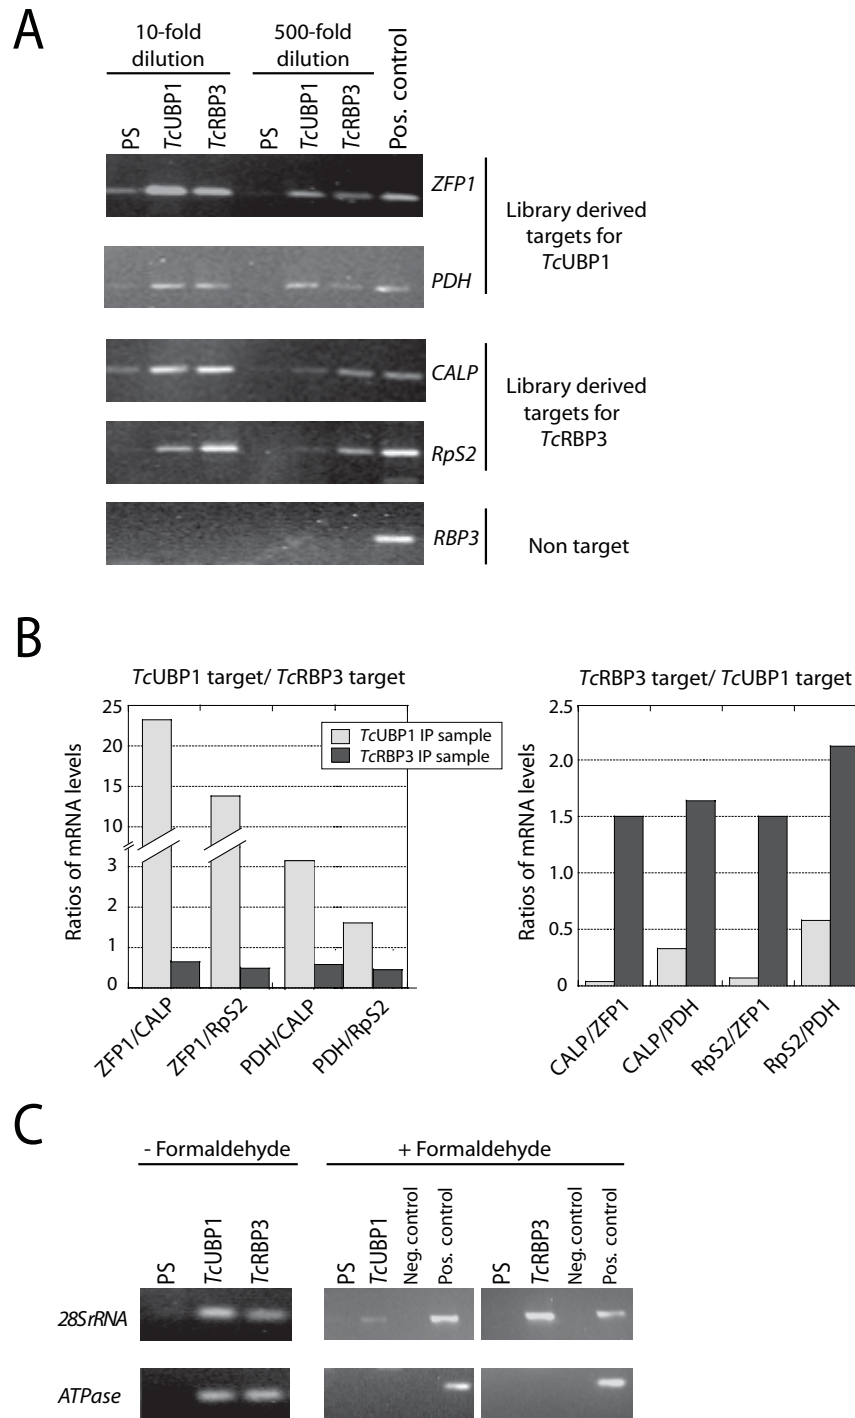 A
10-fold
dilution
500-fold
dilution
PS
TcUBP1
TcRBP3
PS
TcUBP1
TcRBP3
Pos. control
ZFP1
PDH
Library derived
targets for
TcUBP1
CALP
RpS2
Library derived
targets for
TcRBP3
RBP3
Non target
B
TcUBP1 target/ TcRBP3 target
Ratios of mRNA levels
25
20
15
10
3
2
1
0
TcUBP1 IP sample
TcRBP3 IP sample
ZFP1/CALP
ZFP1/RpS2
PDH/CALP
PDH/RpS2
TcRBP3 target/ TcUBP1 target
Ratios of mRNA levels
2.5
2.0
1.5
1.0
0.5
0
CALP/ZFP1
CALP/PDH
RpS2/ZFP1
RpS2/PDH
C
- Formaldehyde
+ Formaldehyde
PS
TcUBP1
TcRBP3
PS
TcUBP1
Neg. control
Pos. control
PS
TcRBP3
Neg. control
Pos. control
28SrRNA
ATPase